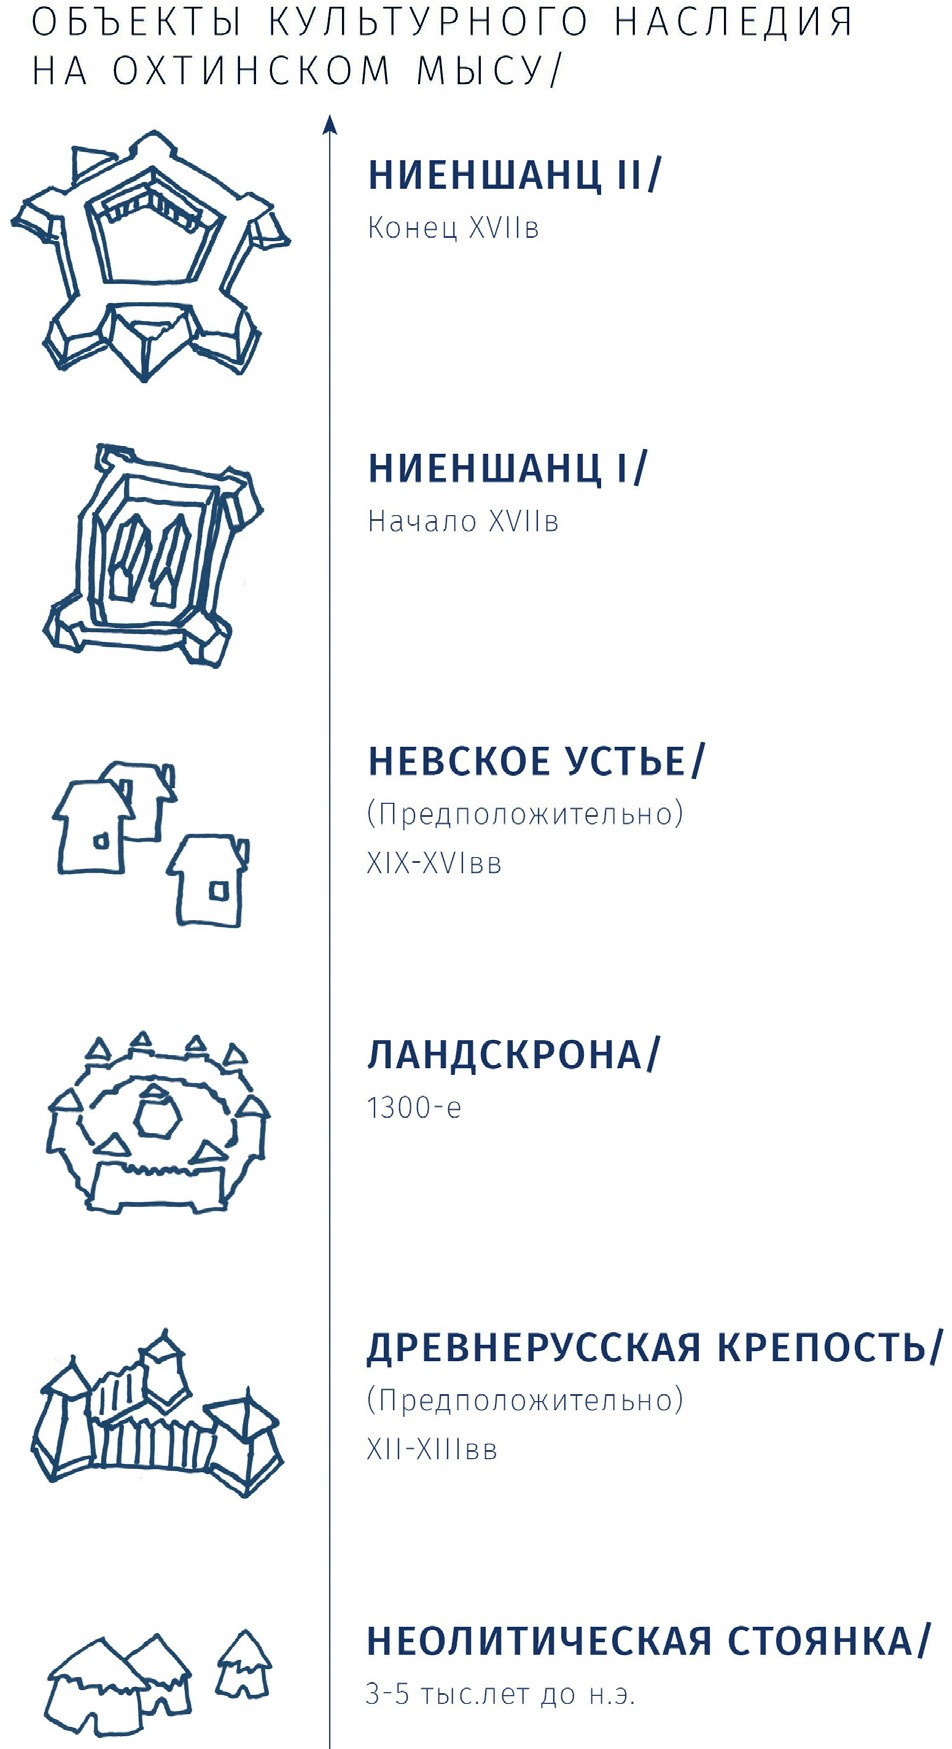 ОБЪЕКТЫ КУЛЬТУРНОГО НАСЛЕДИЯ
НА ОХТИНСКОМ МЫСУ/
НИЕНШАНЦ II/
Конец XVIIв
НИЕНШАНЦ I/
Начало XVIIв
НЕВСКОЕ УСТЬЕ/
(Предположительно)
XIX-XVIвв
ЛАНДСКРОНА/
1300-е
ДРЕВНЕРУССКАЯ КРЕПОСТЬ/
(Предположительно)
XII-XIIIвв
НЕОЛИТИЧЕСКАЯ СТОЯНКА/
3-5 тыс.лет до н.э.